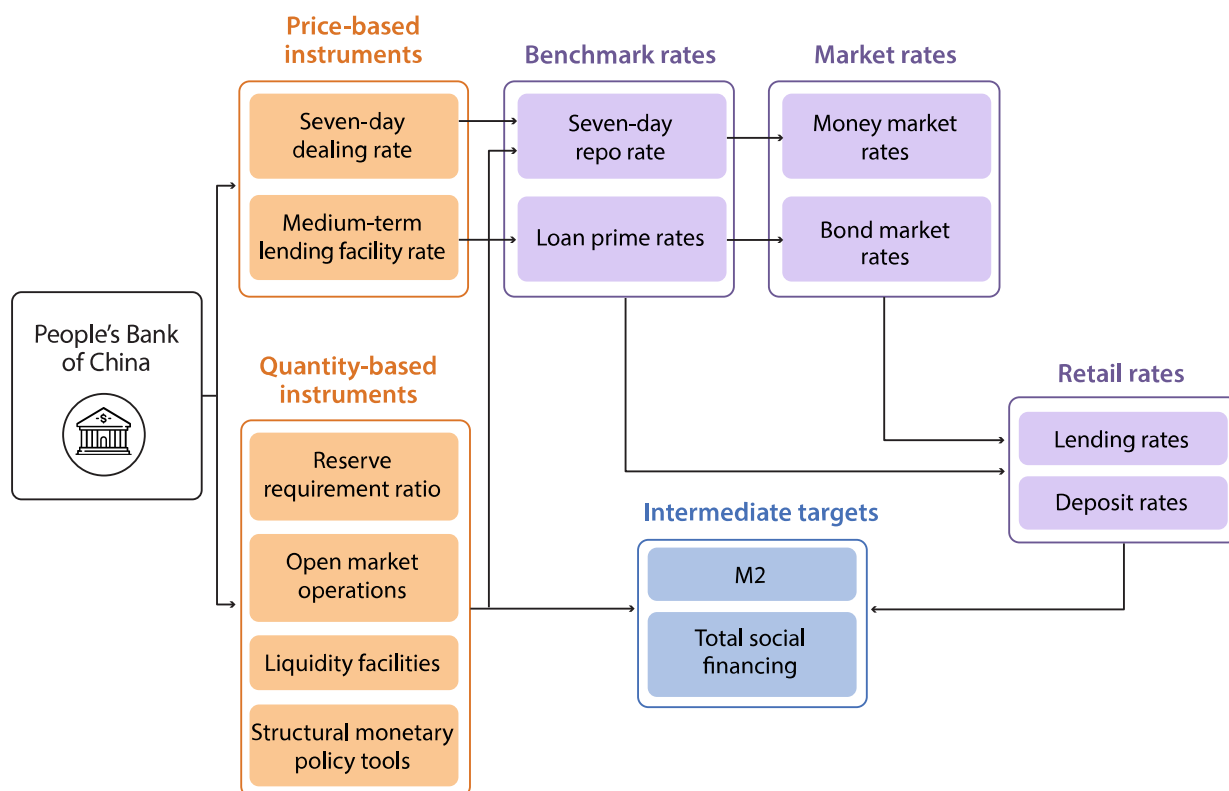 Price-based
instruments
Seven-day
dealing rate
Medium-term
lending facility rate
Benchmark rates
Seven-day
repo rate
Loan prime rates
Market rates
Money market
rates
Bond market
rates
People's Bank
of China
-$-
Quantity-based
instruments
Reserve
requirement ratio
Open market
operations
Liquidity facilities
Structural monetary
policy tools
Intermediate targets
M2
Total social
financing
Retail rates
Lending rates
Deposit rates